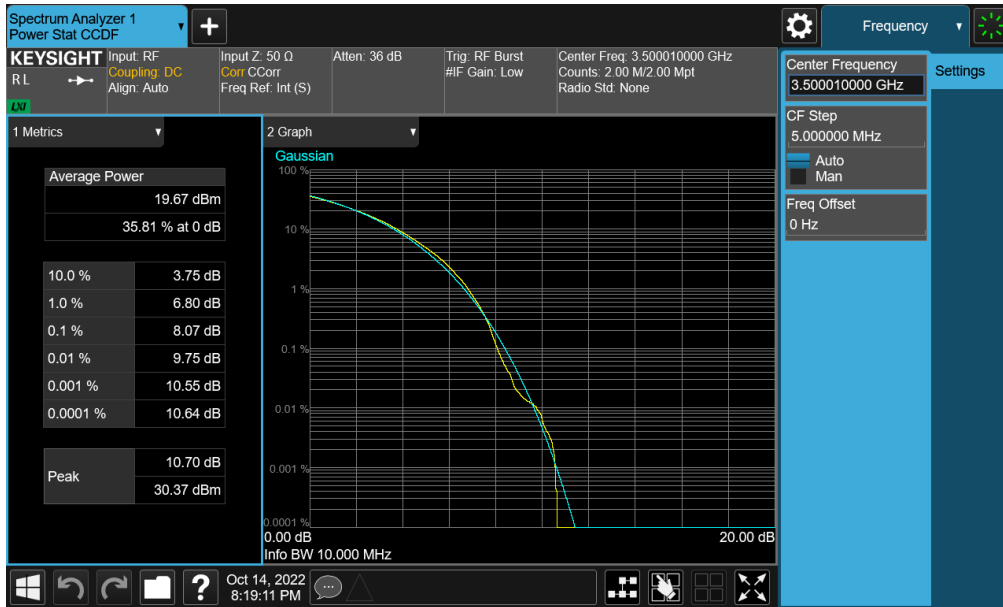 Spectrum Analyzer 1
Power Stat CCDF
Frequency
KEYSIGHT
R L
LXI
Input: RF
Coupling: DC
Align: Auto
Input Z: 50 Ω
Corr CCorr
Freq Ref: Int (S)
Atten: 36 dB
Trig: RF Burst
#IF Gain: Low
Center Freq: 3.500010000 GHz
Counts: 2.00 M/2.00 Mpt
Radio Std: None
1 Metrics
Average Power
19.67 dBm
35.81 % at 0 dB
10.0 % 3.75 dB
1.0 % 6.80 dB
0.1 % 8.07 dB
0.01 % 9.75 dB
0.001 % 10.55 dB
0.0001 % 10.64 dB
Peak
10.70 dB
30.37 dBm
2 Graph
Gaussian
100 %
10 %
1 %
0.1 %
0.01 %
0.001 %
0.0001 %
0.00 dB 20.00 dB
Info BW 10.000 MHz
Center Frequency
3.500010000 GHz
CF Step
5.000000 MHz
Auto
Man
Freq Offset
0 Hz
Settings
?
Oct 14, 2022
8:19:11 PM